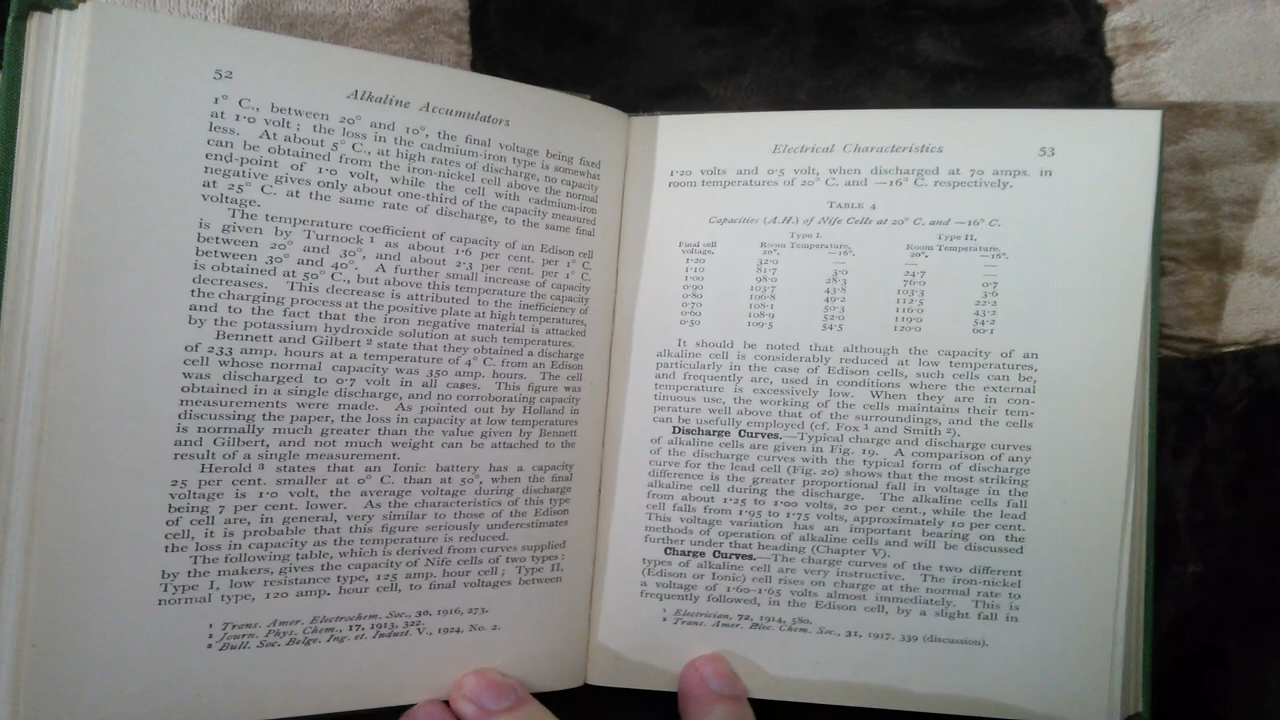 52
Alkaline Accumulators
1° C., between 20° and 10°, the final voltage being fixed
at 1·0 volt; the loss in the cadmium-iron type is somewhat
less. At about 5° C., at high rates of discharge, no capacity
can be obtained from the iron-nickel cell above the normal
end-point of 1·0 volt, while the cell with cadmium-iron
negative gives only about one-third of the capacity measured
at 25° C. at the same rate of discharge, to the same final
voltage.
The temperature coefficient of capacity of an Edison cell
is given by Turnock 1 as about 1·6 per cent. per 1° C.
between 20° and 30°, and about 2·3 per cent. per 1° C.
between 30° and 40°. A further small increase of capacity
is obtained at 50° C., but above this temperature the capacity
decreases. This decrease is attributed to the inefficiency of
the charging process at the positive plate at high temperatures,
and to the fact that the iron negative material is attacked
by the potassium hydroxide solution at such temperatures.
Bennett and Gilbert 2 state that they obtained a discharge
of 233 amp. hours at a temperature of 4° C. from an Edison
cell whose normal capacity was 350 amp. hours. The cell
was discharged to 0·7 volt in all cases. This figure was
obtained in a single discharge, and no corroborating capacity
measurements were made. As pointed out by Holland in
discussing the paper, the loss in capacity at low temperatures
is normally much greater than the value given by Bennett
and Gilbert, and not much weight can be attached to the
result of a single measurement.
Herold 3 states that an Ionic battery has a capacity
25 per cent. smaller at 0° C. than at 50°, when the final
voltage is 1·0 volt, the average voltage during discharge
being 7 per cent. lower. As the characteristics of this type
of cell are, in general, very similar to those of the Edison
cell, it is probable that this figure seriously underestimates
the loss in capacity as the temperature is reduced.
The following table, which is derived from curves supplied
by the makers, gives the capacity of Nife cells of two types:
Type I, low resistance type, 125 amp. hour cell; Type II,
normal type, 120 amp. hour cell, to final voltages between
1 Trans. Amer. Electrochem. Soc., 30, 1916, 273.
2 Journ. Phys. Chem., 17, 1913, 322.
3 Bull. Soc. Belge. Ing. et. Indust. V., 1924, No. 2.
Electrical Characteristics
53
1·20 volts and 0·5 volt, when discharged at 70 amps. in
room temperatures of 20° C. and —16° C. respectively.
TABLE 4
Capacities (A.H.) of Nife Cells at 20° C. and —16° C.
Type I. Type II.
Final cell Room Temperature, Room Temperature.
voltage. 20°. —16°. 20°. —16°.
1·20 32·0 — — —
1·10 81·7 3·0 24·7 —
1·00 98·0 28·3 76·0 0·7
0·90 103·7 43·8 103·3 3·6
0·80 106·8 49·2 112·5 22·2
0·70 108·1 50·3 116·0 43·2
0·60 108·9 52·0 119·0 54·2
0·50 109·5 54·5 120·0 60·1
It should be noted that although the capacity of an
alkaline cell is considerably reduced at low temperatures,
particularly in the case of Edison cells, such cells can be,
and frequently are, used in conditions where the external
temperature is excessively low. When they are in con-
tinuous use, the working of the cells maintains their tem-
perature well above that of the surroundings, and the cells
can be usefully employed (cf. Fox 1 and Smith 2).
Discharge Curves.—Typical charge and discharge curves
of alkaline cells are given in Fig. 19. A comparison of any
of the discharge curves with the typical form of discharge
curve for the lead cell (Fig. 20) shows that the most striking
difference is the greater proportional fall in voltage in the
alkaline cell during the discharge. The alkaline cells fall
from about 1·25 to 1·00 volts, 20 per cent., while the lead
cell falls from 1·95 to 1·75 volts, approximately 10 per cent.
This voltage variation has an important bearing on the
methods of operation of alkaline cells and will be discussed
further under that heading (Chapter V).
Charge Curves.—The charge curves of the two different
types of alkaline cell are very instructive. The iron-nickel
(Edison or Ionic) cell rises on charge at the normal rate to
a voltage of 1·60–1·65 volts almost immediately. This is
frequently followed, in the Edison cell, by a slight fall in
1 Electrician, 72, 1914, 580.
2 Trans. Amer. Elec. Chem. Soc., 31, 1917, 339 (discussion).